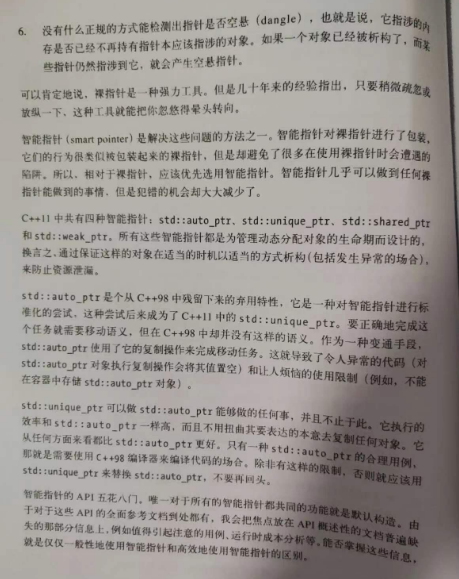 6. 没有什么正规的方式能检测出指针是否空悬（dangle），也就是说，它指涉的内
存是否已经不再持有指针本应该指涉的对象。如果一个对象已经被析构了，而某
些指针仍然指涉到它，就会产生空悬指针。
可以肯定地说，裸指针是一种强力工具。但是几十年来的经验指出，只要稍微疏忽或
放纵一下，这种工具就能把你忽悠得晕头转向。
智能指针（smart pointer）是解决这些问题的方法之一。智能指针对裸指针进行了包装，
它们的行为很类似被包装起来的裸指针，但是却避免了很多在使用裸指针时会遭遇的
陷阱。所以，相对于裸指针，应该优先选用智能指针。智能指针几乎可以做到任何裸
指针能做到的事情，但是犯错的机会却大大减少了。
C++11 中共有四种智能指针：std::auto_ptr、std::unique_ptr、std::shared_ptr
和 std::weak_ptr。所有这些智能指针都是为管理动态分配对象的生命期而设计的，
换言之，通过保证这样的对象在适当的时机以适当的方式析构（包括发生异常的场合），
来防止资源泄漏。
std::auto_ptr 是个从 C++98 中残留下来的弃用特性，它是一种对智能指针进行标
准化的尝试，这种尝试后来成为了 C++11 中的 std::unique_ptr。要正确地完成这
个任务就需要移动语义，但在 C++98 中却并没有这样的语义。作为一种变通手段，
std::auto_ptr 使用了它的复制操作来完成移动任务。这就导致了令人异常的代码（对
std::auto_ptr 对象执行复制操作会将其值置空）和让人烦恼的使用限制（例如，不能
在容器中存储 std::auto_ptr 对象）。
std::unique_ptr 可以做 std::auto_ptr 能够做的任何事，并且不止于此。它执行的
效率和 std::auto_ptr 一样高，而且不用扭曲其要表达的本意去复制任何对象。它
从任何方面来看都比 std::auto_ptr 更好。只有一种 std::auto_ptr 的合理用例，
那就是需要使用 C++98 编译器来编译代码的场合。除非有这样的限制，否则就应该用
std::unique_ptr 来替换 std::auto_ptr，不要再回头。
智能指针的 API 五花八门，唯一对于所有的智能指针都共同的功能就是默认构造。由
于对于这些 API 的全面参考文档到处都有，我会把焦点放在 API 概述性的文档普遍缺
失的那部分信息上，例如值得引起注意的用例、运行时成本分析等。能否掌握这些信息，
就是仅仅一般性地使用智能指针和高效地使用智能指针的区别。